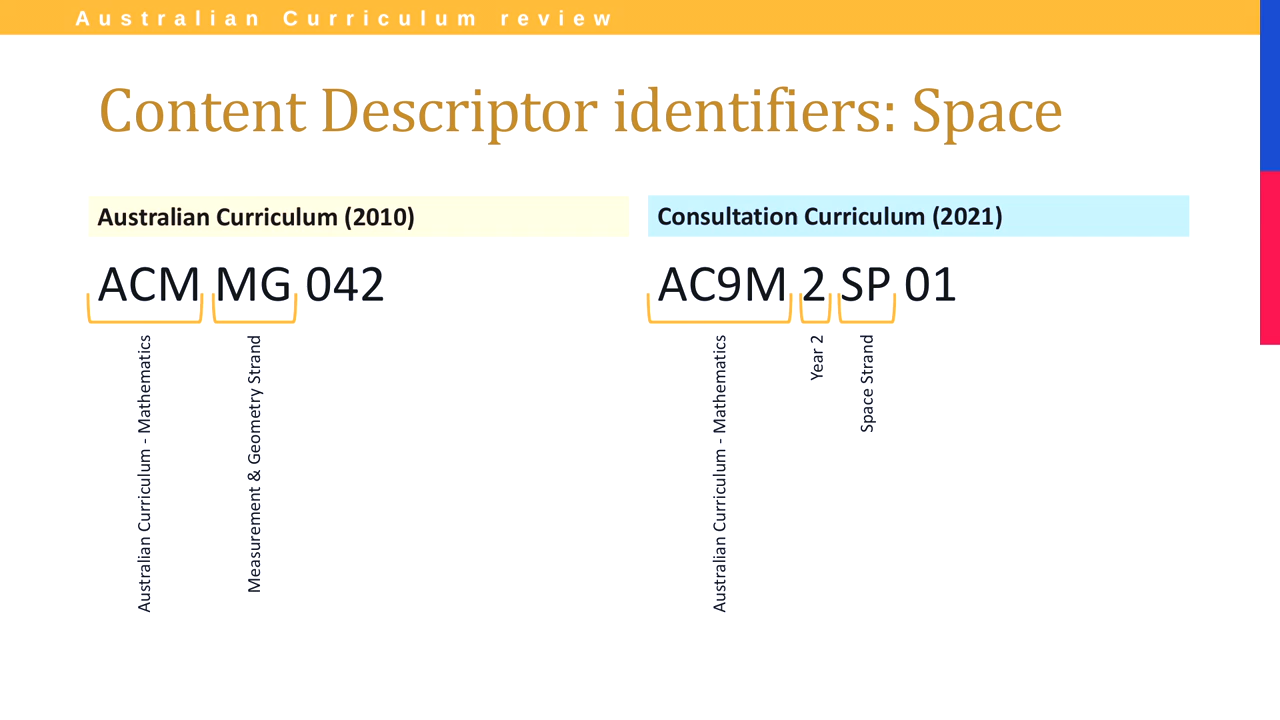 Australian Curriculum review
Content Descriptor identifiers: Space
Australian Curriculum (2010)
ACM MG 042
Australian Curriculum - Mathematics
Measurement & Geometry Strand
Consultation Curriculum (2021)
AC9M 2 SP 01
Australian Curriculum - Mathematics
Year 2
Space Strand